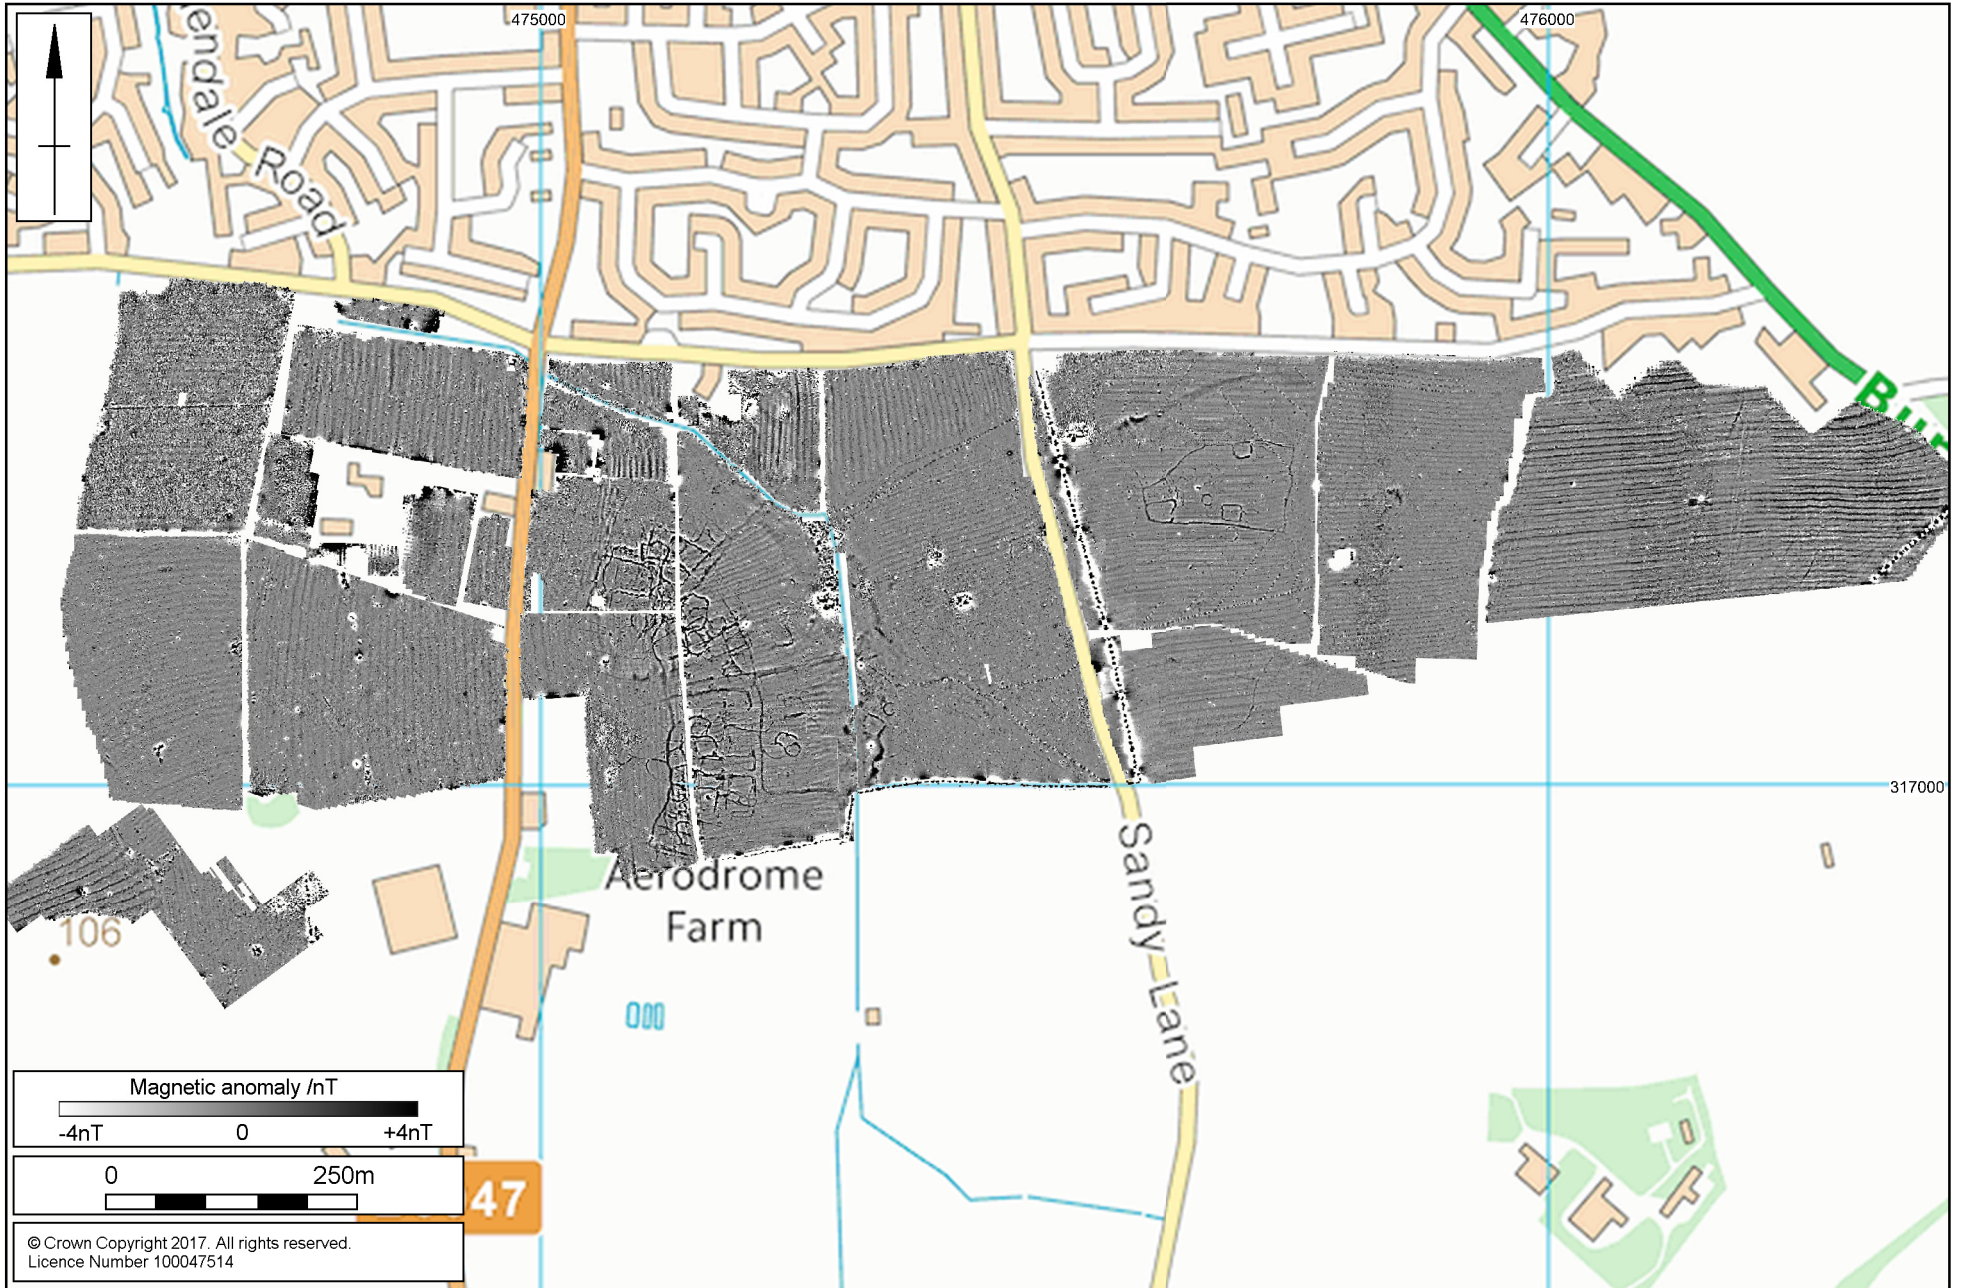 475000
476000
Road
317000
Aerodrome
Farm
Sandy Lane
106
Magnetic anomaly /nT
-4nT 0 +4nT
0 250m
47
© Crown Copyright 2017. All rights reserved.
Licence Number 100047514